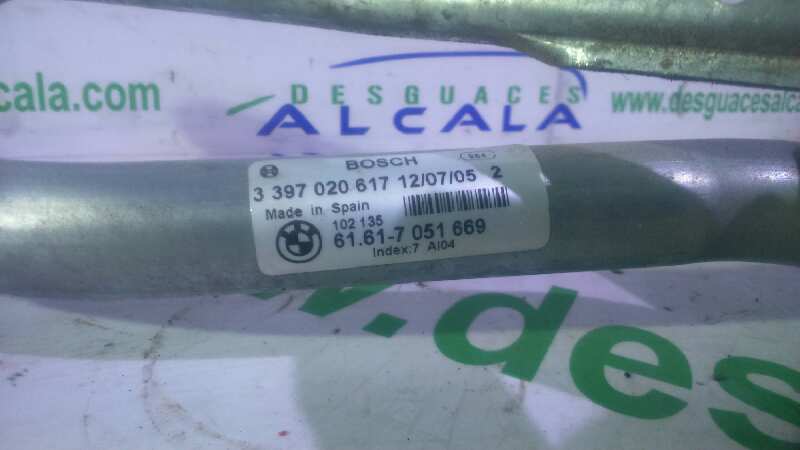 DESGUACES
ALCALA
cala.com
www.desguacesalca
BOSCH
3 397 020 617 12/07/05 2
Made in Spain
102 135
61.61-7 051 669
Index:7 AI04
w.de